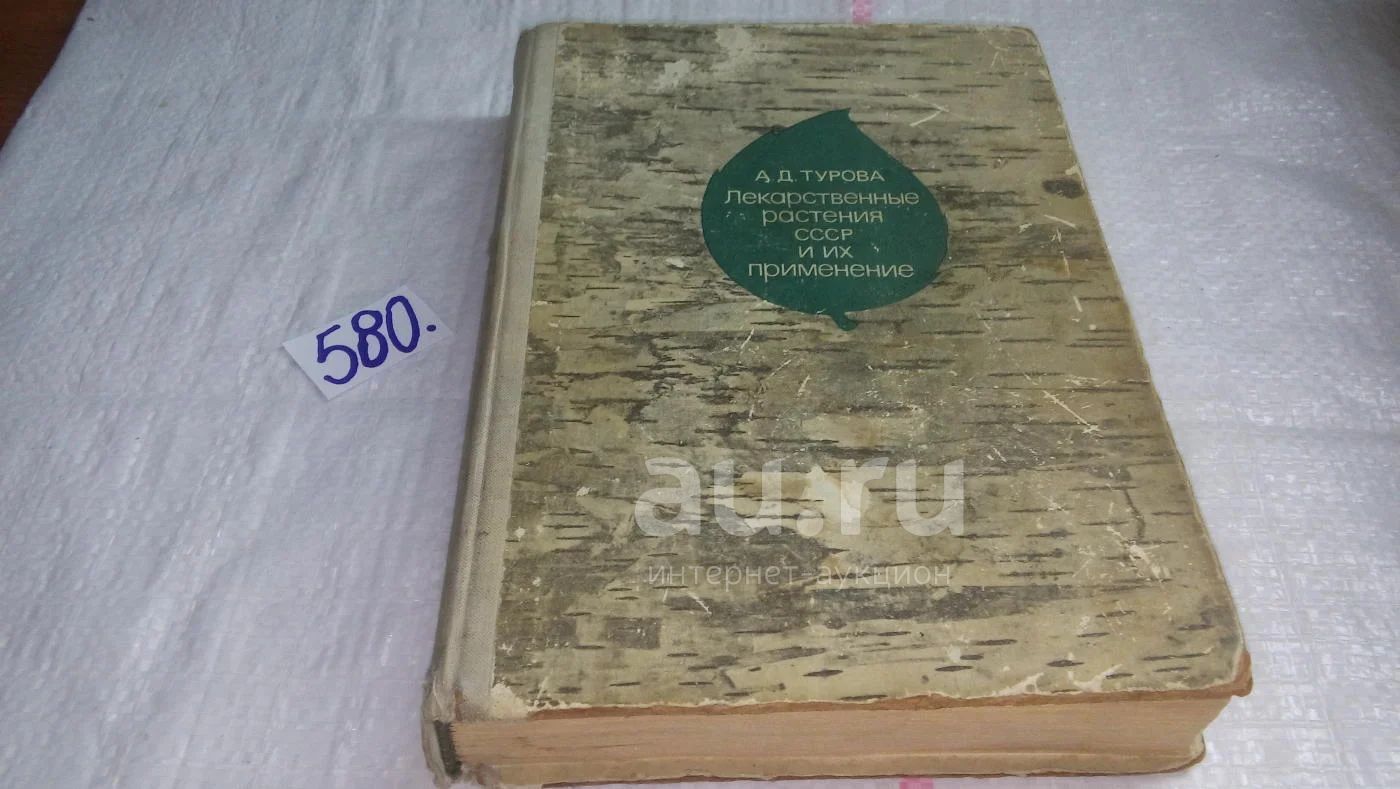 А. Д. ТУРОВА
Лекарственные
растения
СССР
и их
применение
580.
au.ru
интернет-аукцион